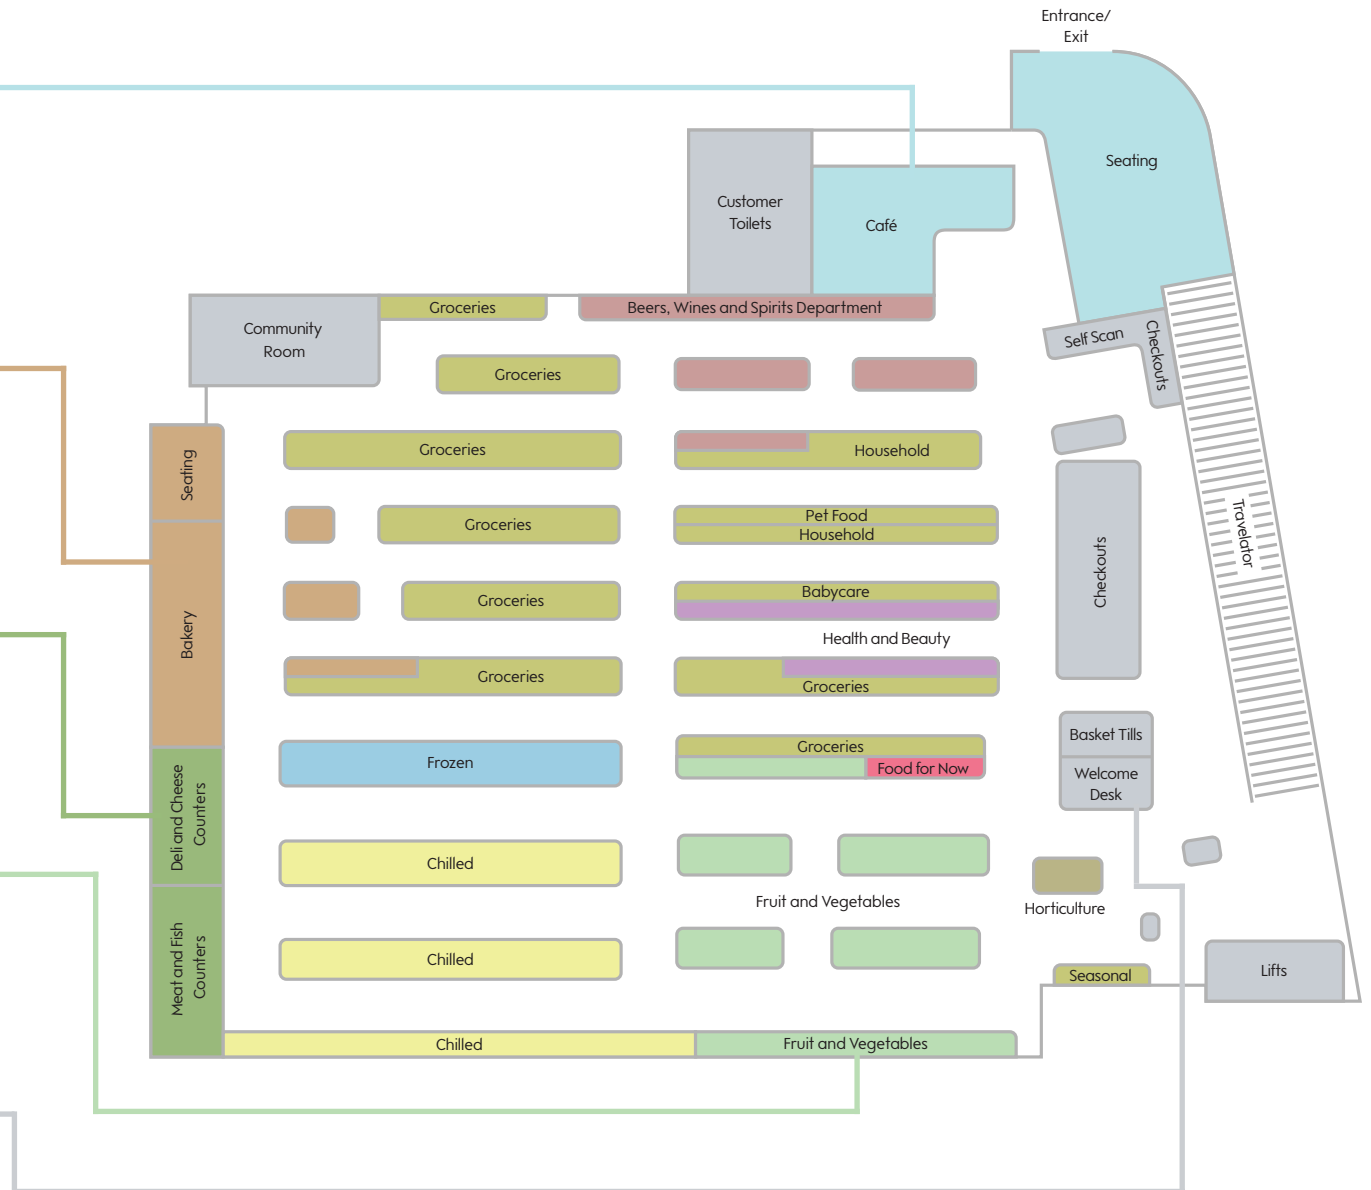 Entrance/
Exit
Seating
Customer
Toilets
Café
Groceries
Beers, Wines and Spirits Department
Community
Room
Self Scan
Checkouts
Groceries
Groceries
Household
Seating
Groceries
Pet Food
Household
Travelator
Checkouts
Bakery
Groceries
Babycare
Health and Beauty
Groceries
Groceries
Groceries
Food for Now
Basket Tills
Welcome
Desk
Frozen
Deli and Cheese
Counters
Chilled
Fruit and Vegetables
Horticulture
Meat and Fish
Counters
Chilled
Seasonal
Lifts
Chilled
Fruit and Vegetables